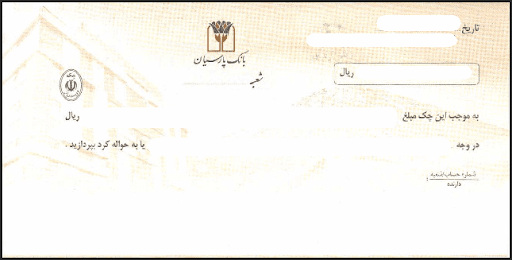 تاریخ
بانک پارسیان
ریال
شعبه
به موجب این چک مبلغ ریال
در وجه یا به حواله کرد بپردازید .
شماره حساب/شعبه
دارنده